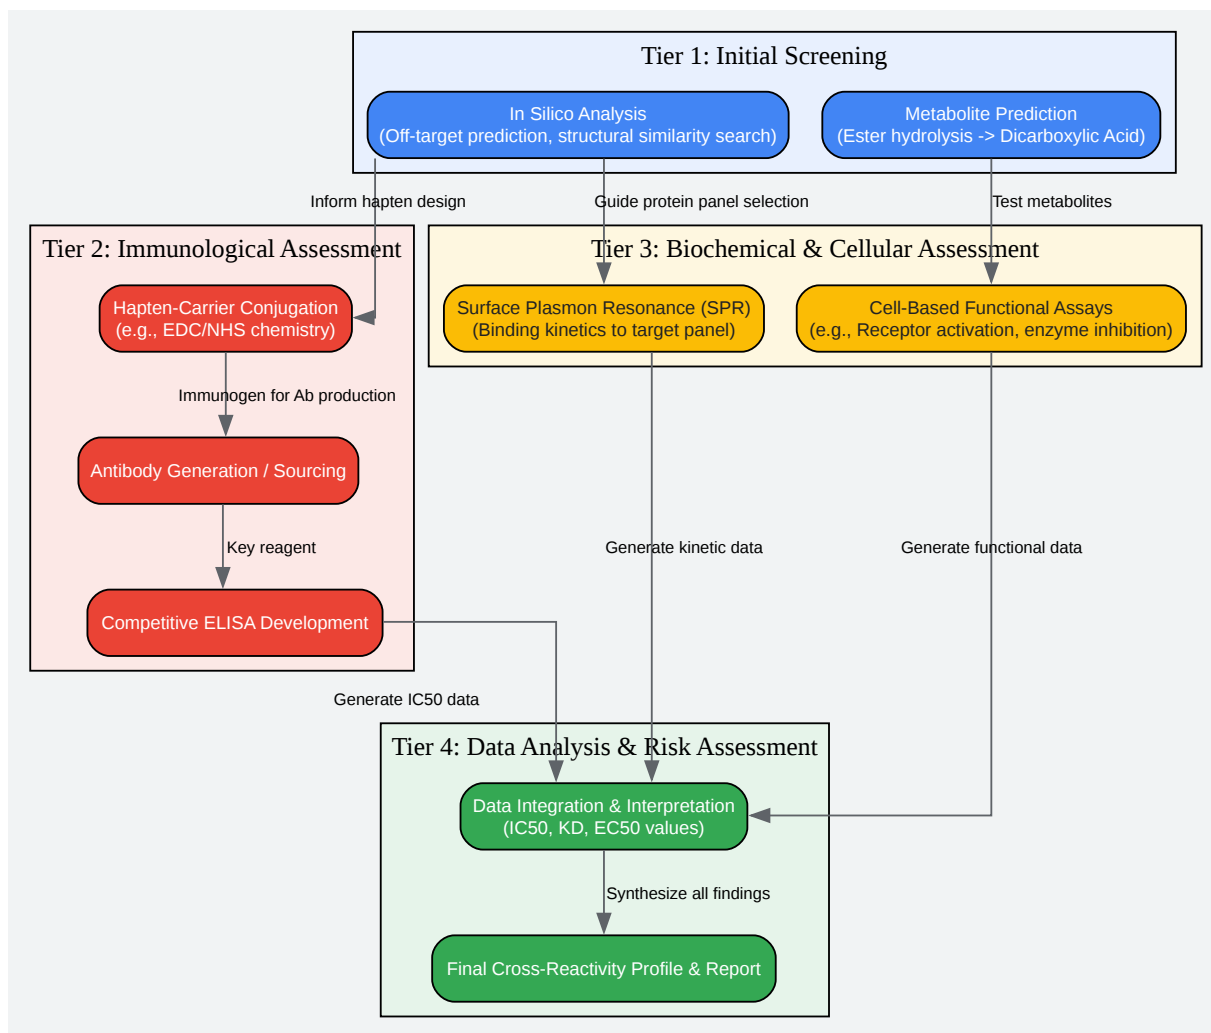 Tier 1: Initial Screening
In Silico Analysis
(Off-target prediction, structural similarity search)
Metabolite Prediction
(Ester hydrolysis -> Dicarboxylic Acid)
Inform hapten design
Guide protein panel selection
Test metabolites
Tier 2: Immunological Assessment
Hapten-Carrier Conjugation
(e.g., EDC/NHS chemistry)
Immunogen for Ab production
Antibody Generation / Sourcing
Key reagent
Competitive ELISA Development
Tier 3: Biochemical & Cellular Assessment
Surface Plasmon Resonance (SPR)
(Binding kinetics to target panel)
Cell-Based Functional Assays
(e.g., Receptor activation, enzyme inhibition)
Generate kinetic data
Generate functional data
Generate IC50 data
Tier 4: Data Analysis & Risk Assessment
Data Integration & Interpretation
(IC50, KD, EC50 values)
Synthesize all findings
Final Cross-Reactivity Profile & Report